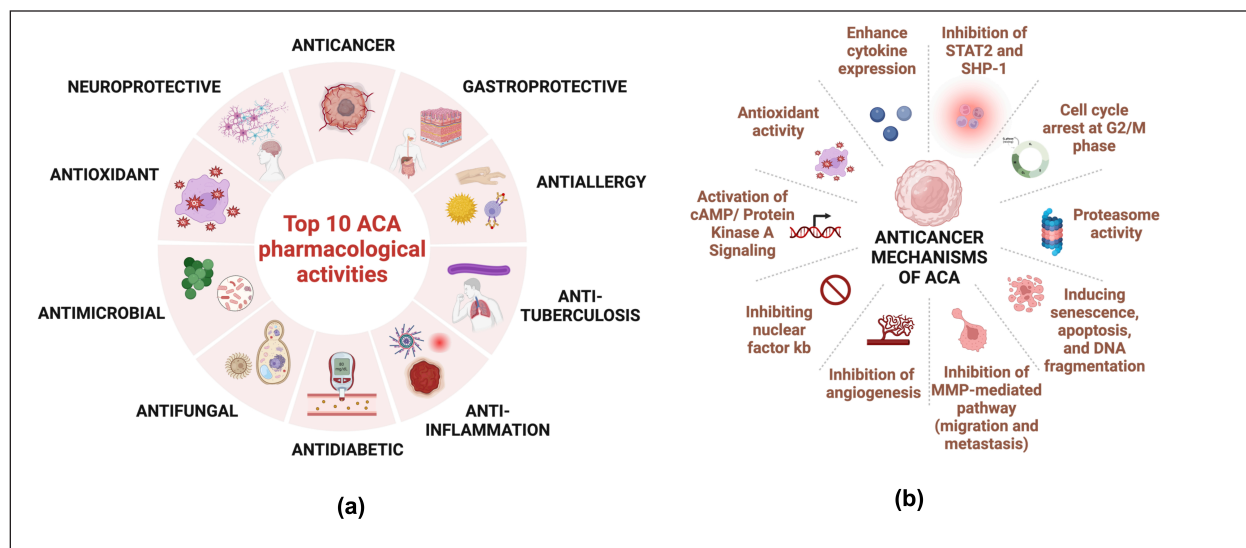 ANTICANCER
GASTROPROTECTIVE
ANTIALLERGY
ANTI-
TUBERCULOSIS
ANTI-
INFLAMMATION
ANTIDIABETIC
ANTIFUNGAL
ANTIMICROBIAL
ANTIOXIDANT
NEUROPROTECTIVE
Top 10 ACA
pharmacological
activities
(a)
Enhance
cytokine
expression
Inhibition of
STAT2 and
SHP-1
Cell cycle
arrest at G2/M
phase
Proteasome
activity
Inducing
senescence,
apoptosis,
and DNA
fragmentation
Inhibition of
MMP-mediated
pathway
(migration and
metastasis)
Inhibition of
angiogenesis
Inhibiting
nuclear
factor kb
Activation of
cAMP/ Protein
Kinase A
Signaling
Antioxidant
activity
ANTICANCER
MECHANISMS
OF ACA
(b)